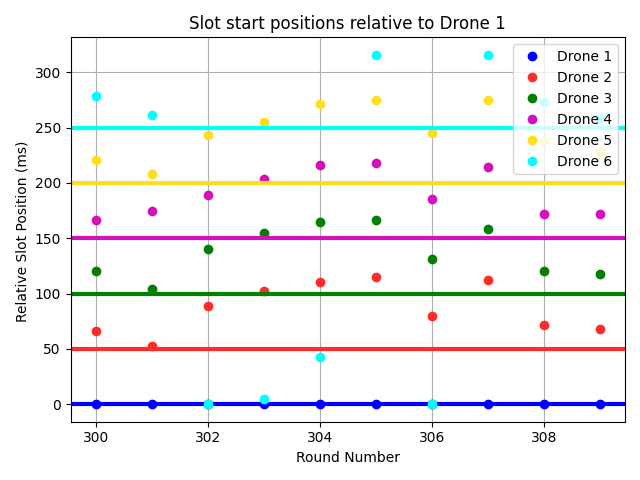 Slot start positions relative to Drone 1
Relative Slot Position (ms)
300
250
200
150
100
50
0
300 302 304 306 308
Round Number
Drone 1
Drone 2
Drone 3
Drone 4
Drone 5
Drone 6